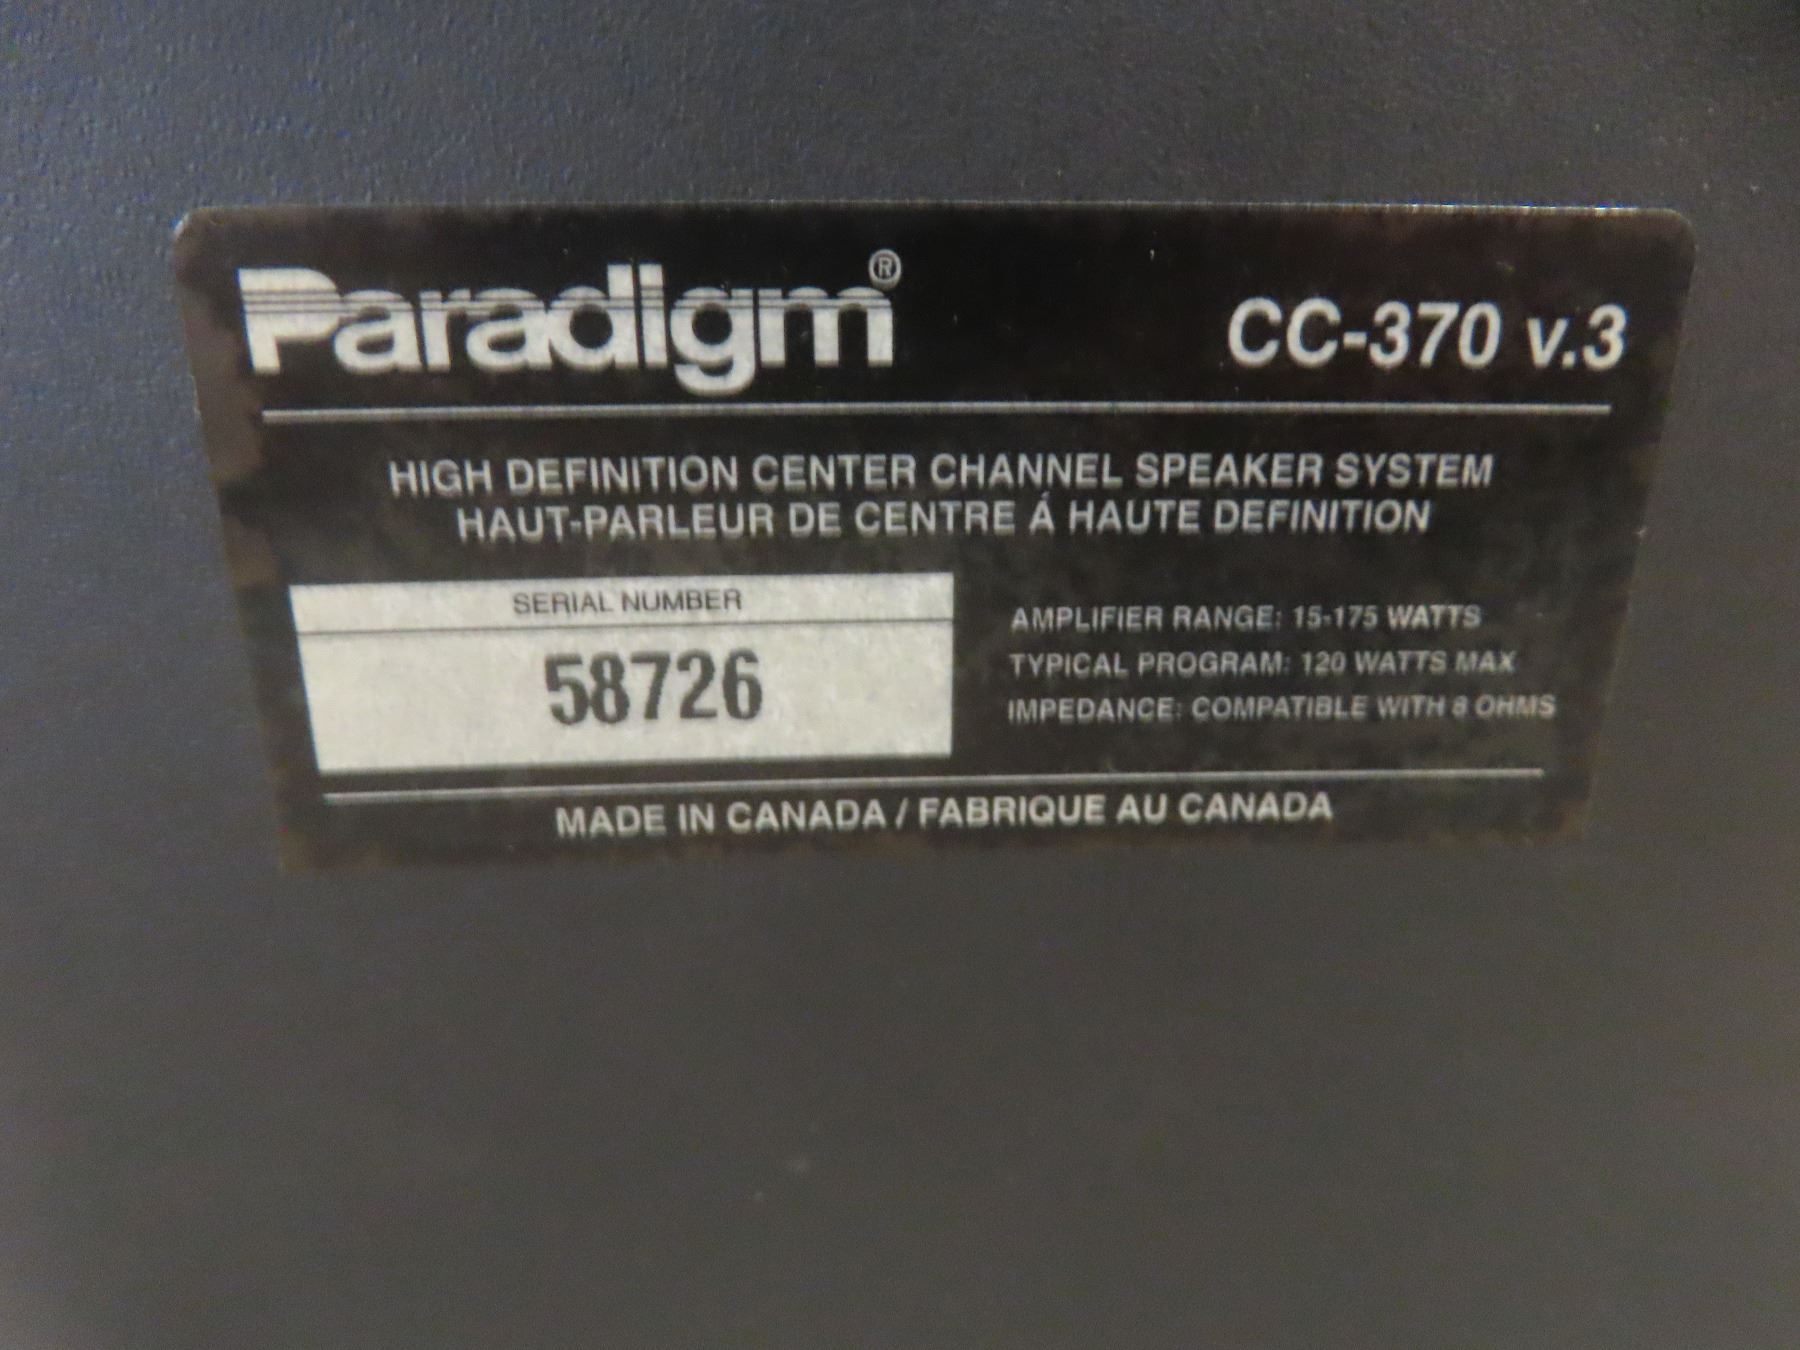 Paradigm®
CC-370 v.3
HIGH DEFINITION CENTER CHANNEL SPEAKER SYSTEM
HAUT-PARLEUR DE CENTRE Á HAUTE DEFINITION
SERIAL NUMBER
58726
AMPLIFIER RANGE: 15-175 WATTS
TYPICAL PROGRAM: 120 WATTS MAX
IMPEDANCE: COMPATIBLE WITH 8 OHMS
MADE IN CANADA / FABRIQUE AU CANADA